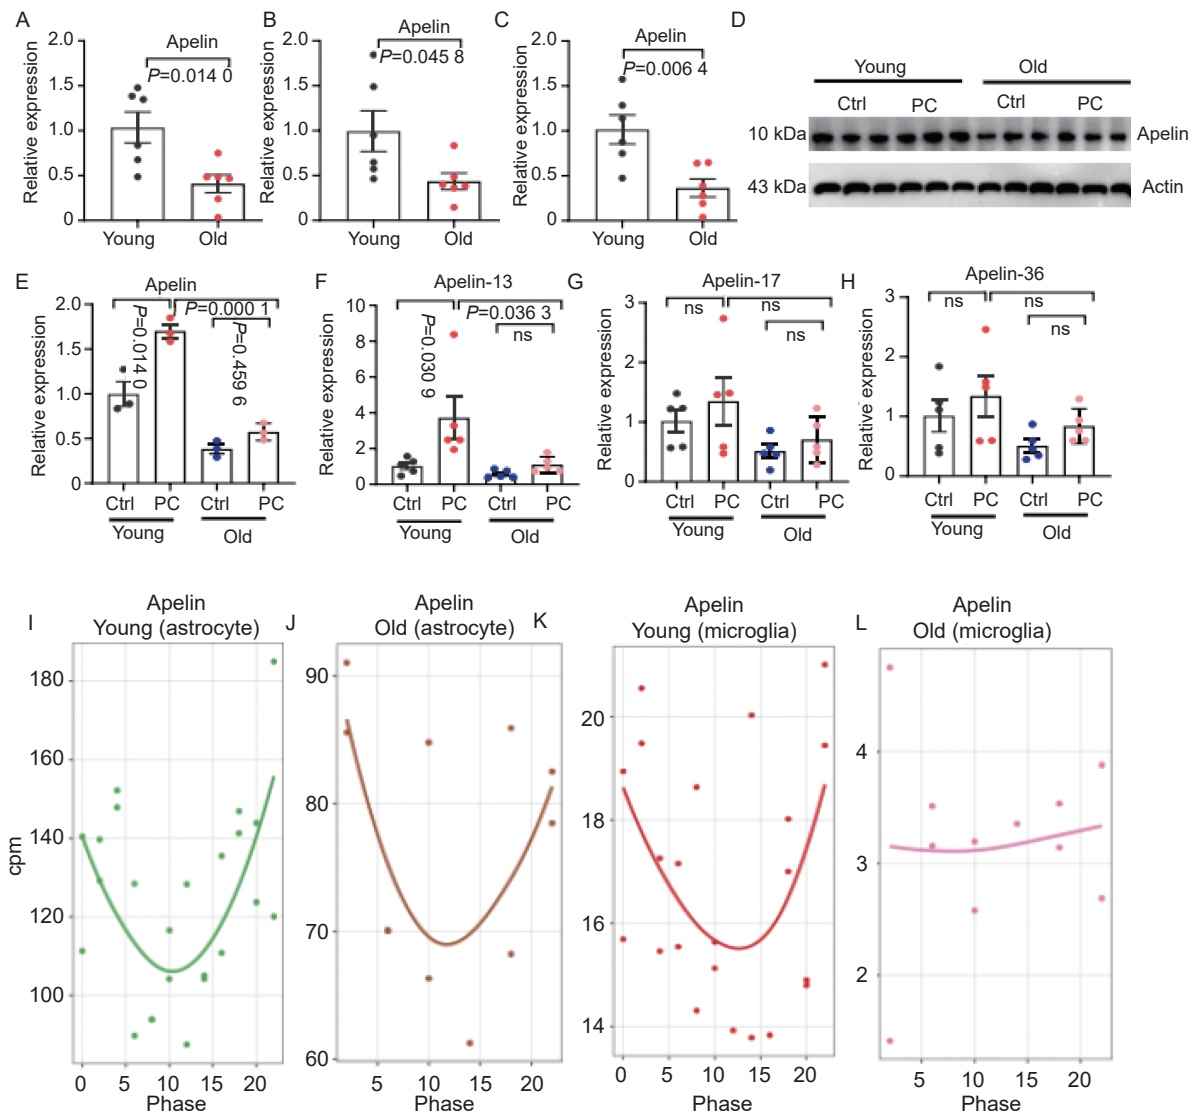 A
Apelin
P=0.014 0
Relative expression
2.0
1.5
1.0
0.5
0
Young
Old
B
Apelin
P=0.045 8
Relative expression
2.0
1.5
1.0
0.5
0
Young
Old
C
Apelin
P=0.006 4
Relative expression
2.0
1.5
1.0
0.5
0
Young
Old
D
Young
Old
Ctrl
PC
Ctrl
PC
10 kDa
Apelin
43 kDa
Actin
E
Apelin
P=0.000 1
P=0.014 0
P=0.459 6
Relative expression
2.0
1.5
1.0
0.5
0
Ctrl
PC
Ctrl
PC
Young
Old
F
Apelin-13
P=0.036 3
P=0.030 9
ns
Relative expression
10
8
6
4
2
0
Ctrl
PC
Ctrl
PC
Young
Old
G
Apelin-17
ns
ns
ns
Relative expression
3
2
1
0
Ctrl
PC
Ctrl
PC
Young
Old
H
Apelin-36
ns
ns
ns
Relative expression
3
2
1
0
Ctrl
PC
Ctrl
PC
Young
Old
I
Apelin
Young (astrocyte)
cpm
180
160
140
120
100
0
5
10
15
20
Phase
J
Apelin
Old (astrocyte)
90
80
70
60
5
10
15
20
Phase
K
Apelin
Young (microglia)
20
18
16
14
0
5
10
15
20
Phase
L
Apelin
Old (microglia)
4
3
2
5
10
15
20
Phase